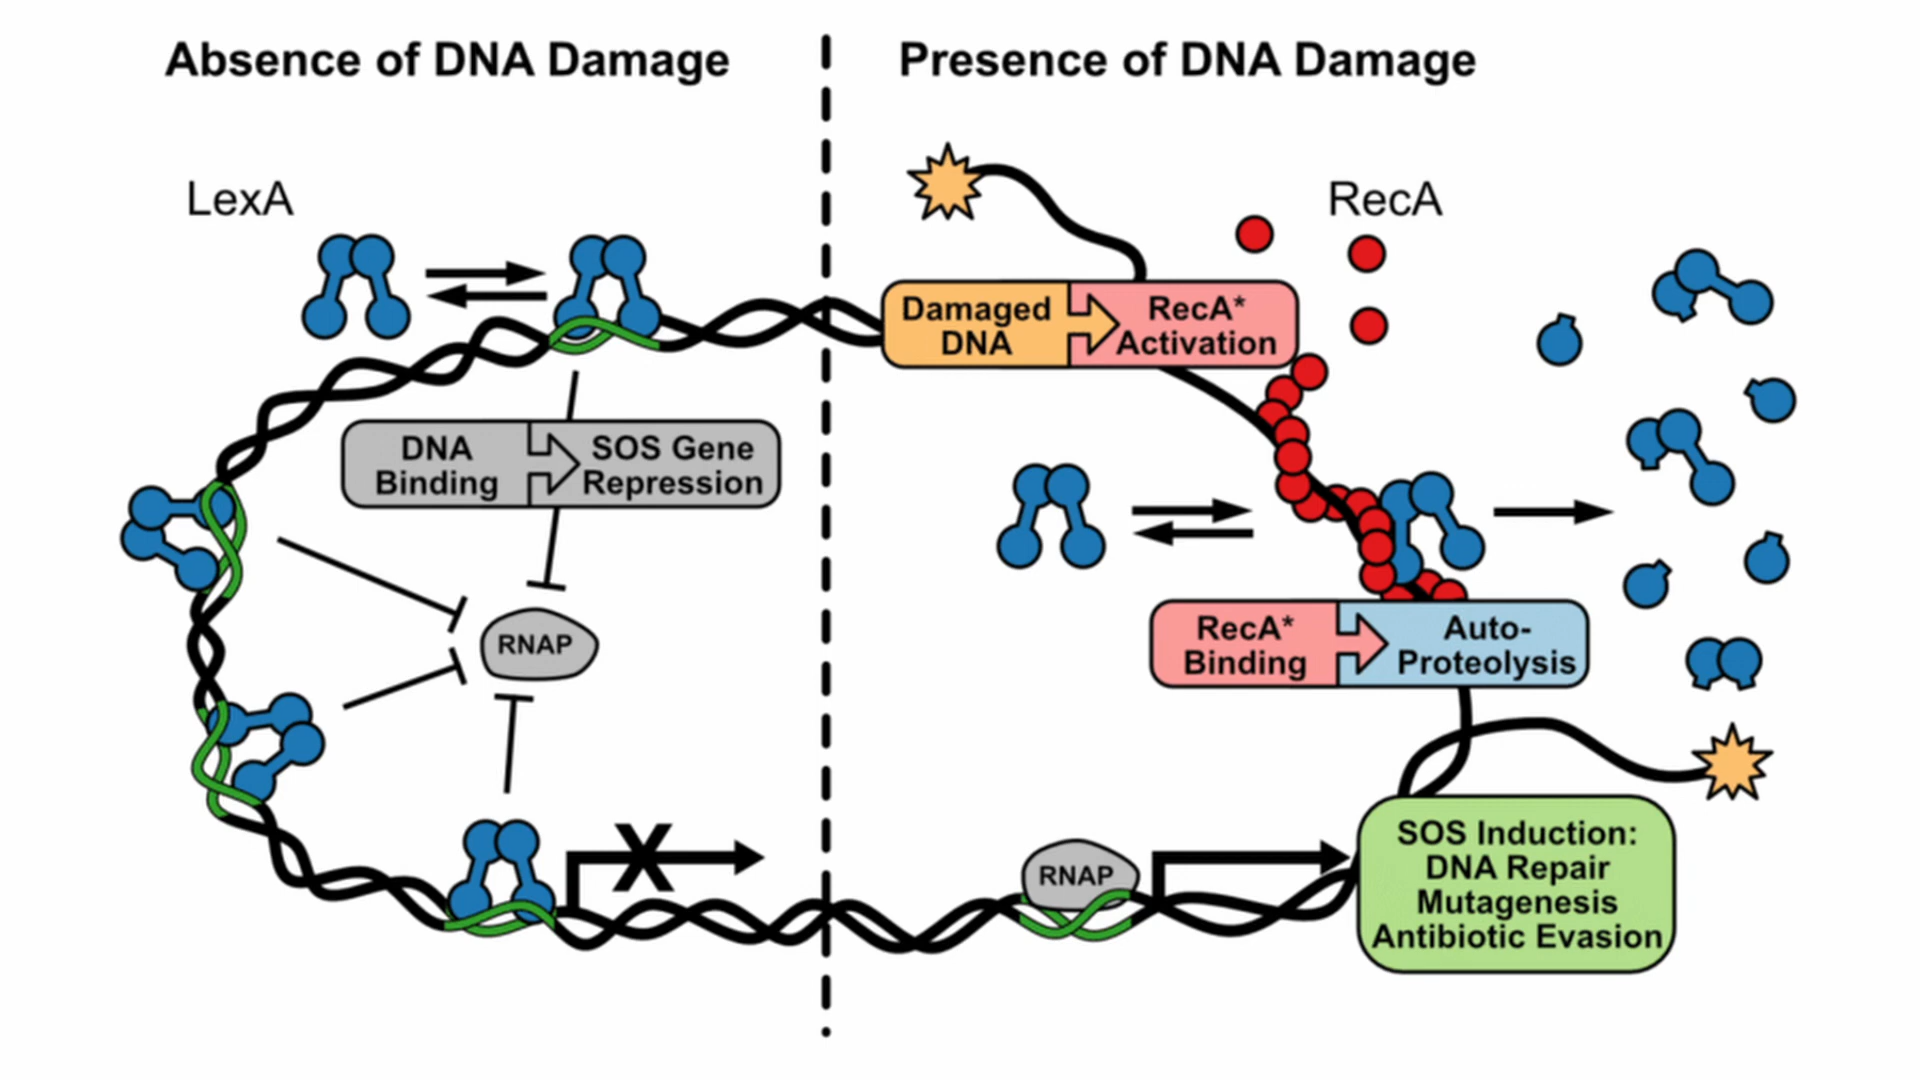 Absence of DNA Damage
Presence of DNA Damage
LexA
RecA
Damaged
DNA
RecA*
Activation
DNA
Binding
SOS Gene
Repression
RNAP
RecA*
Binding
Auto-
Proteolysis
X
RNAP
SOS Induction:
DNA Repair
Mutagenesis
Antibiotic Evasion